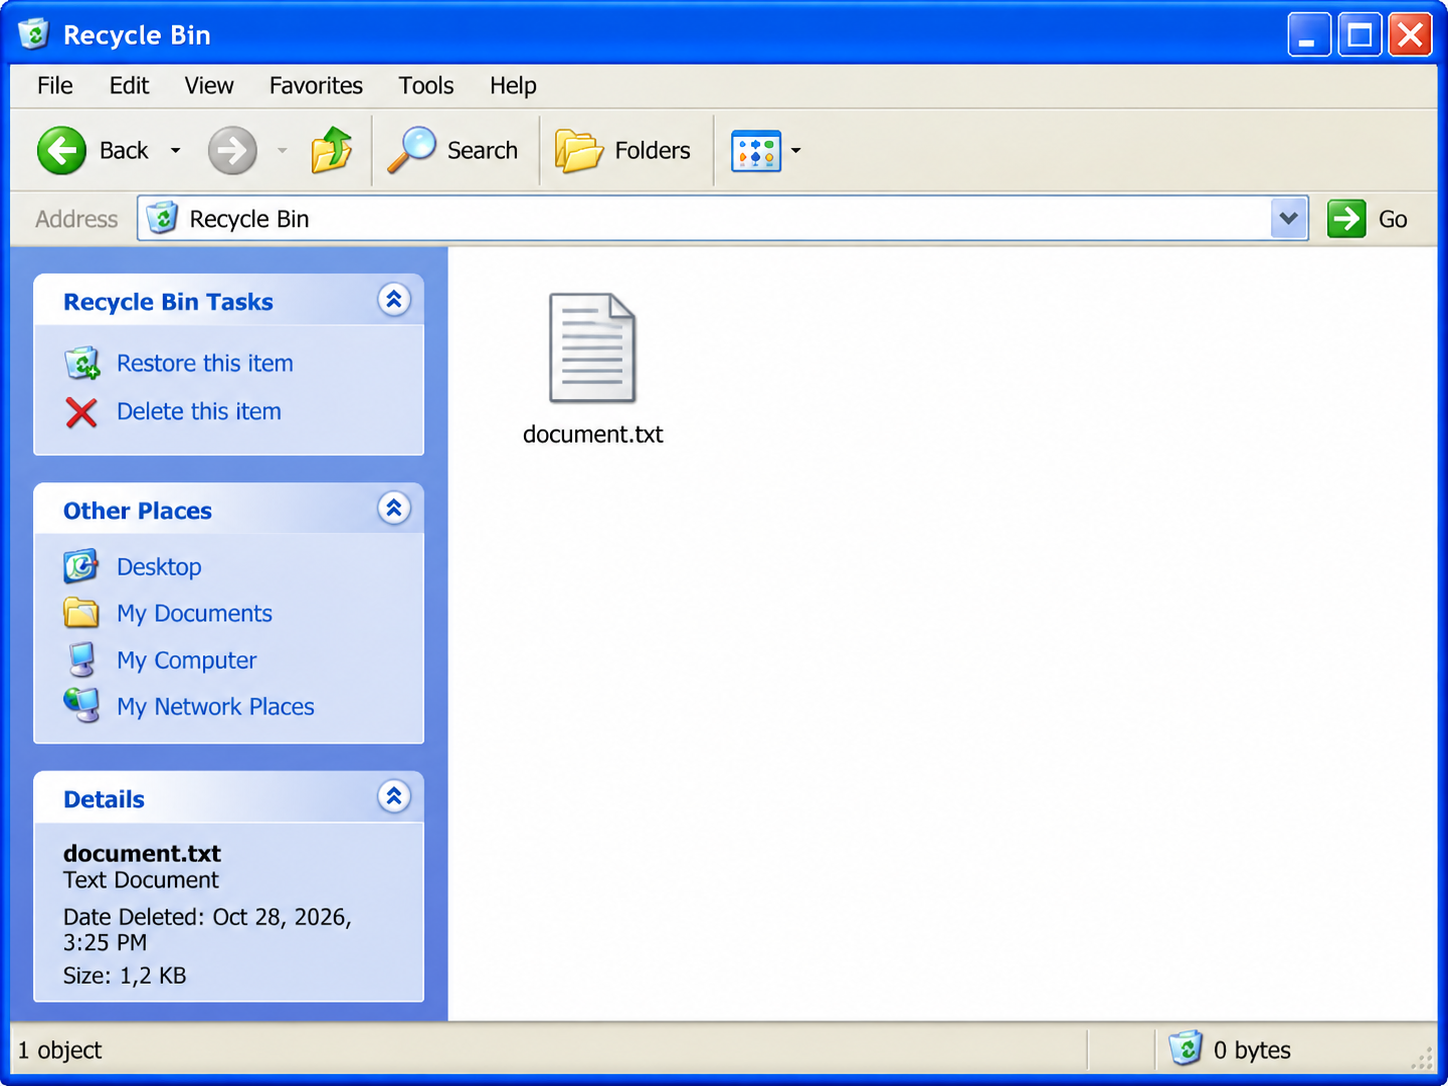 Recycle Bin
File Edit View Favorites Tools Help
Back Search Folders
Address Recycle Bin Go
Recycle Bin Tasks
Restore this item
Delete this item
Other Places
Desktop
My Documents
My Computer
My Network Places
Details
document.txt
Text Document
Date Deleted: Oct 28, 2026,
3:25 PM
Size: 1,2 KB
document.txt
1 object 0 bytes